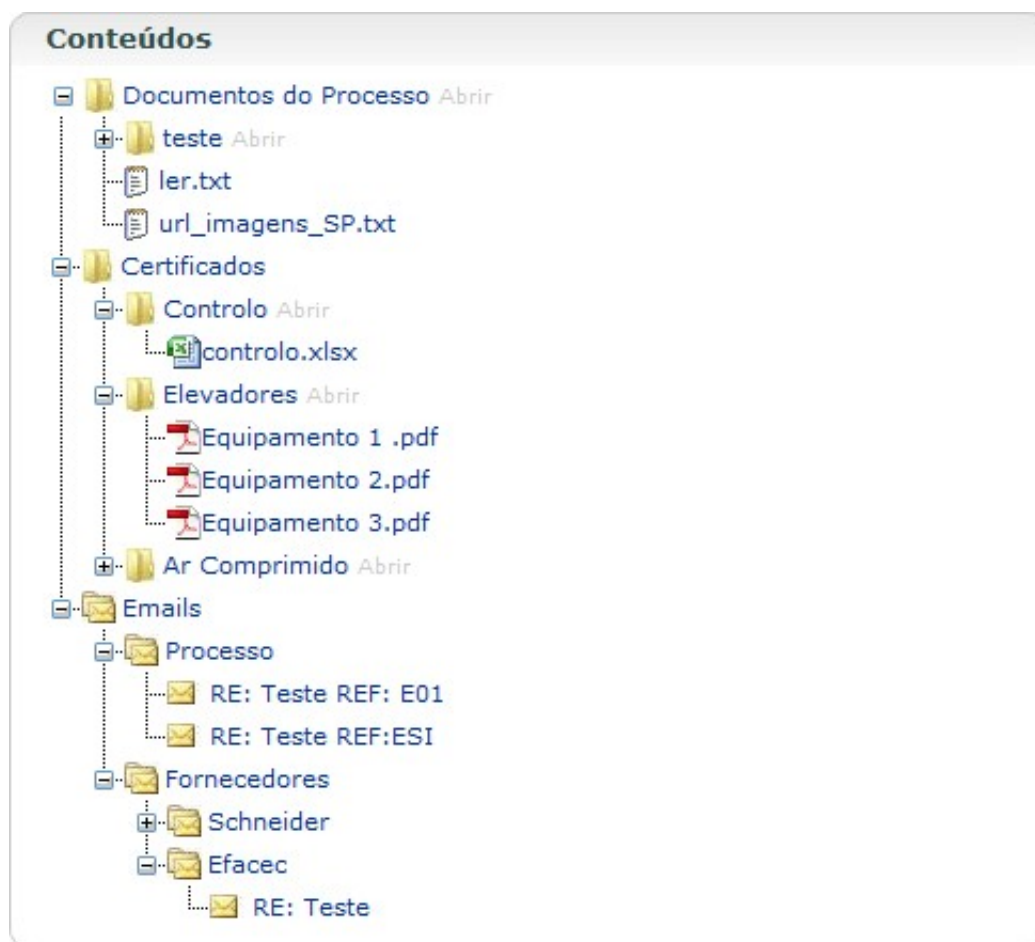 Conteúdos
Documentos do Processo Abrir
teste Abrir
ler.txt
url_imagens_SP.txt
Certificados
Controlo Abrir
controlo.xlsx
Elevadores Abrir
Equipamento 1 .pdf
Equipamento 2.pdf
Equipamento 3.pdf
Ar Comprimido Abrir
Emails
Processo
RE: Teste REF: E01
RE: Teste REF:ESI
Fornecedores
Schneider
Efacec
RE: Teste